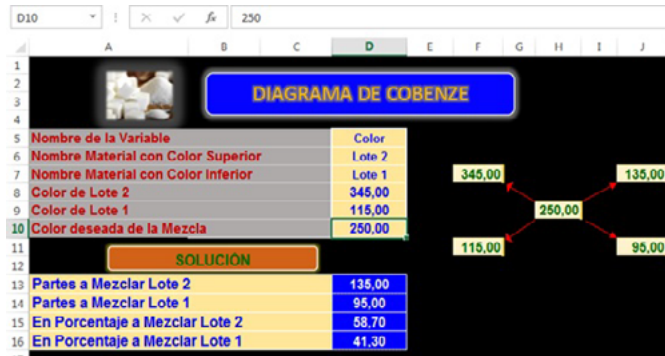 D10 fx 250
A B C D E F G H I J
1
2
DIAGRAMA DE COBENZE
3
4
5 Nombre de la Variable Color
6 Nombre Material con Color Superior Lote 2
7 Nombre Material con Color Inferior Lote 1 345,00 135,00
8 Color de Lote 2 345,00
9 Color de Lote 1 115,00 250,00
10 Color deseada de la Mezcla 250,00
11 115,00 95,00
SOLUCIÓN
12
13 Partes a Mezclar Lote 2 135,00
14 Partes a Mezclar Lote 1 95,00
15 En Porcentaje a Mezclar Lote 2 58,70
16 En Porcentaje a Mezclar Lote 1 41,30